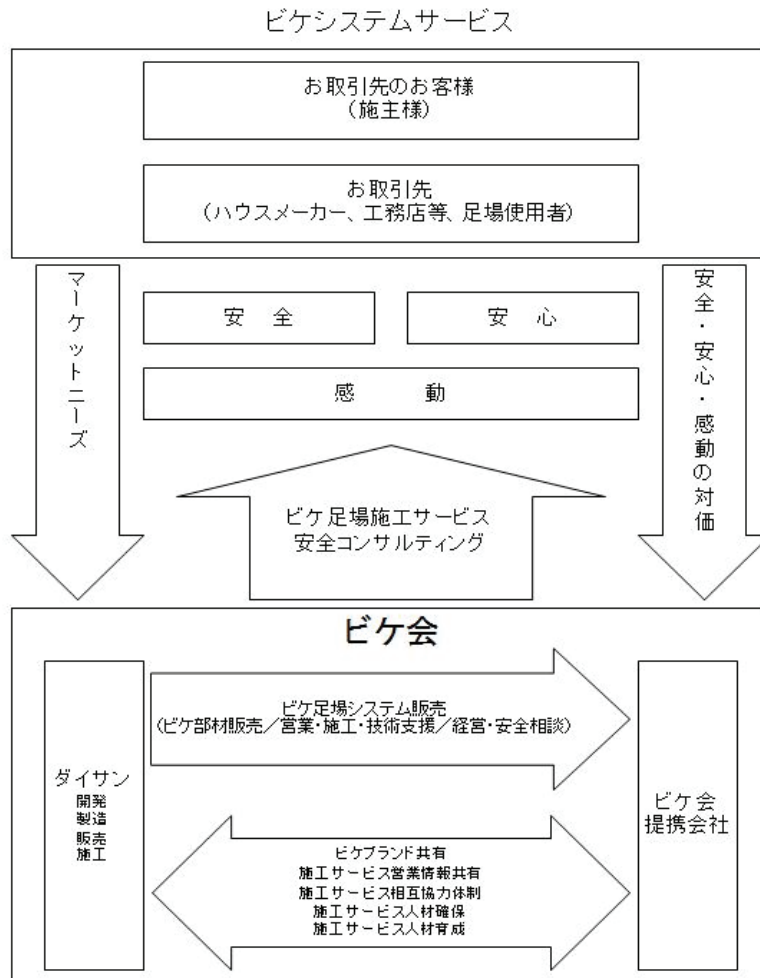 ビケシステムサービス
お取引先のお客様
(施主様)
お取引先
(ハウスメーカー、工務店等、足場使用者)
マーケットニーズ
安 全
安 心
感 動
安全・安心・感動の対価
ビケ足場施工サービス
安全コンサルティング
ビケ会
ダイサン
開発
製造
販売
施工
ビケ足場システム販売
(ビケ部材販売／営業・施工・技術支援／経営・安全相談)
ビケブランド共有
施工サービス営業情報共有
施工サービス相互協力体制
施工サービス人材確保
施工サービス人材育成
ビケ会
提携会社